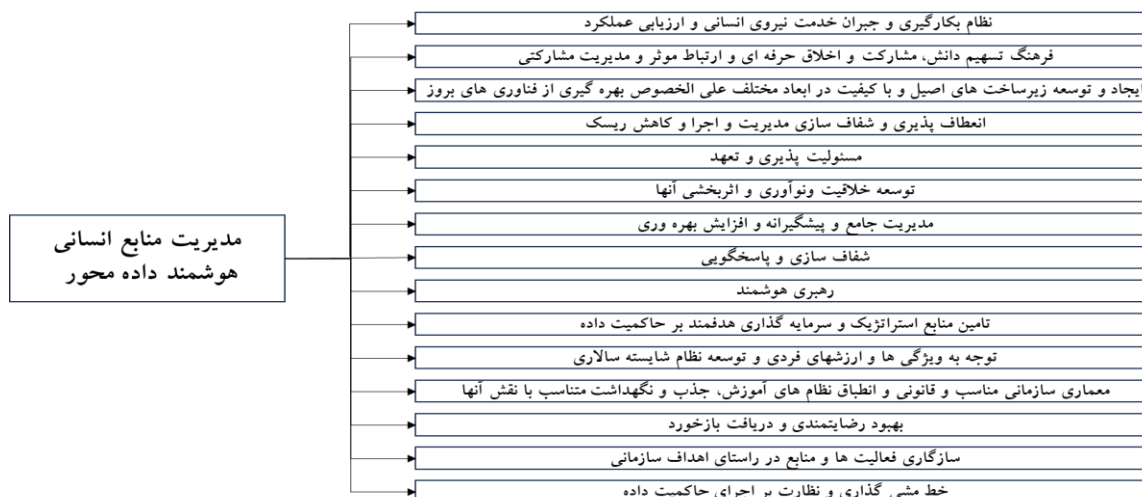 نظام بکارگیری و جبران خدمت نیروی انسانی و ارزیابی عملکرد
فرهنگ تسهیم دانش، مشارکت و اخلاق حرفه ای و ارتباط موثر و مدیریت مشارکتی
ایجاد و توسعه زیرساخت های اصیل و با کیفیت در ابعاد مختلف علی الخصوص بهره گیری از فناوری های بروز
انعطاف پذیری و شفاف سازی مدیریت و اجرا و کاهش ریسک
مسئولیت پذیری و تعهد
توسعه خلاقیت ونوآوری و اثربخشی آنها
مدیریت جامع و پیشگیرانه و افزایش بهره وری
شفاف سازی و پاسخگویی
رهبری هوشمند
تامین منابع استراتژیک و سرمایه گذاری هدفمند بر حاکمیت داده
توجه به ویژگی ها و ارزشهای فردی و توسعه نظام شایسته سالاری
معماری سازمانی مناسب و قانونی و انطباق نظام های آموزش، جذب و نگهداشت متناسب با نقش آنها
بهبود رضایتمندی و دریافت بازخورد
سازگاری فعالیت ها و منابع در راستای اهداف سازمانی
خط مشی گذاری و نظارت بر اجرای حاکمیت داده
مدیریت منابع انسانی
هوشمند داده محور